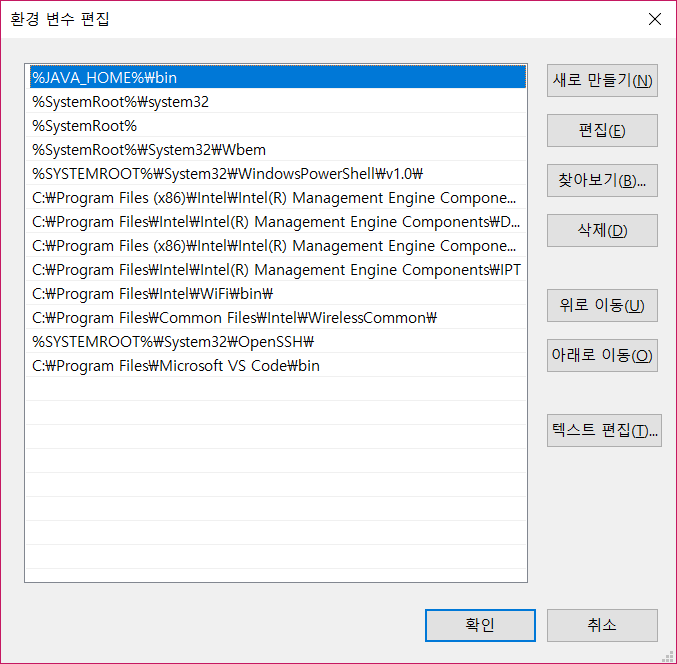 환경 변수 편집
%JAVA_HOME%₩bin
%SystemRoot%₩system32
%SystemRoot%
%SystemRoot%₩System32₩Wbem
%SYSTEMROOT%₩System32₩WindowsPowerShell₩v1.0₩
C:₩Program Files (x86)₩Intel₩Intel(R) Management Engine Compone...
C:₩Program Files₩Intel₩Intel(R) Management Engine Components₩D...
C:₩Program Files (x86)₩Intel₩Intel(R) Management Engine Compone...
C:₩Program Files₩Intel₩Intel(R) Management Engine Components₩IPT
C:₩Program Files₩Intel₩WiFi₩bin₩
C:₩Program Files₩Common Files₩Intel₩WirelessCommon₩
%SYSTEMROOT%₩System32₩OpenSSH₩
C:₩Program Files₩Microsoft VS Code₩bin
새로 만들기(N)
편집(E)
찾아보기(B)...
삭제(D)
위로 이동(U)
아래로 이동(O)
텍스트 편집(T)...
확인
취소